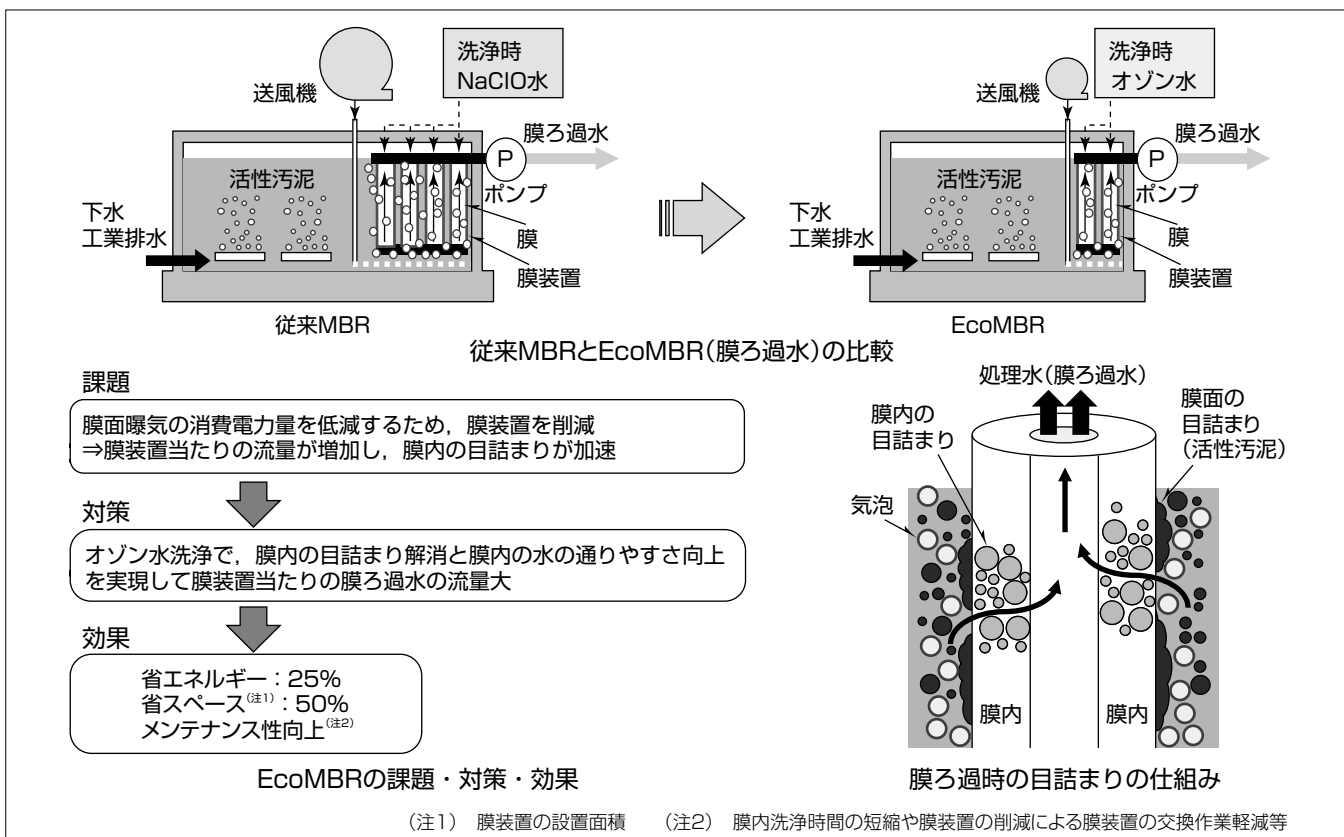 送風機
洗浄時
NaClO水
膜ろ過水
P
ポンプ
活性汚泥
下水
工業排水
膜
膜装置
従来MBR
送風機
洗浄時
オゾン水
膜ろ過水
P
ポンプ
活性汚泥
下水
工業排水
膜
膜装置
EcoMBR
従来MBRとEcoMBR(膜ろ過水)の比較
課題
膜面曝気の消費電力量を低減するため，膜装置を削減
⇒膜装置当たりの流量が増加し，膜内の目詰まりが加速
対策
オゾン水洗浄で，膜内の目詰まり解消と膜内の水の通りやすさ向上
を実現して膜装置当たりの膜ろ過水の流量大
効果
省エネルギー：25%
省スペース(注1)：50%
メンテナンス性向上(注2)
EcoMBRの課題・対策・効果
処理水(膜ろ過水)
膜内の
目詰まり
膜面の
目詰まり
(活性汚泥)
気泡
膜内
膜内
膜ろ過時の目詰まりの仕組み
(注1) 膜装置の設置面積 (注2) 膜内洗浄時間の短縮や膜装置の削減による膜装置の交換作業軽減等